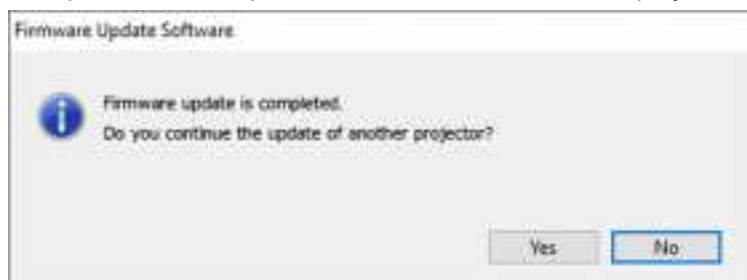 Firmware Update Software
Firmware update is completed.
Do you continue the update of another projector?
Yes
No